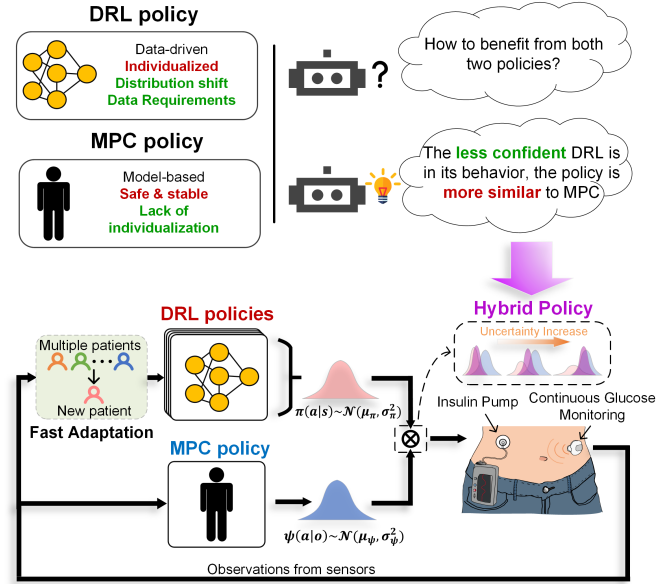 DRL policy
Data-driven
Individualized
Distribution shift
Data Requirements
MPC policy
Model-based
Safe & stable
Lack of
individualization
?
How to benefit from both
two policies?
The less confident DRL is
in its behavior, the policy is
more similar to MPC
Hybrid Policy
Uncertainty Increase
DRL policies
Multiple patients
New patient
Fast Adaptation
π(a|s)~𝒩(μπ, σπ²)
MPC policy
ψ(a|o)~𝒩(μψ, σψ²)
⊗
Insulin Pump
Continuous Glucose
Monitoring
Observations from sensors